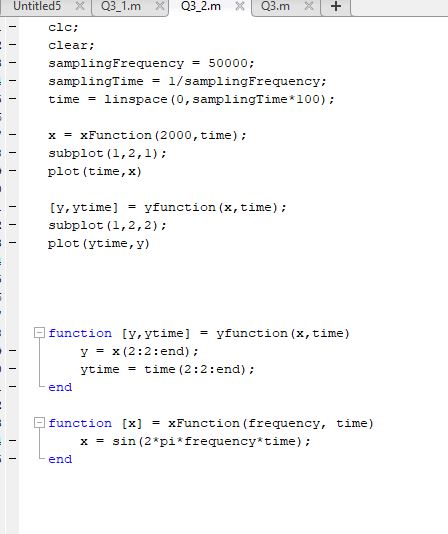 Untitled5 × Q3_1.m × Q3_2.m × Q3.m × +
clc;
clear;
samplingFrequency = 50000;
samplingTime = 1/samplingFrequency;
time = linspace(0,samplingTime*100);
x = xFunction(2000,time);
subplot(1,2,1);
plot(time,x)
[y,ytime] = yfunction(x,time);
subplot(1,2,2);
plot(ytime,y)
function [y,ytime] = yfunction(x,time)
y = x(2:2:end);
ytime = time(2:2:end);
end
function [x] = xFunction(frequency, time)
x = sin(2*pi*frequency*time);
end